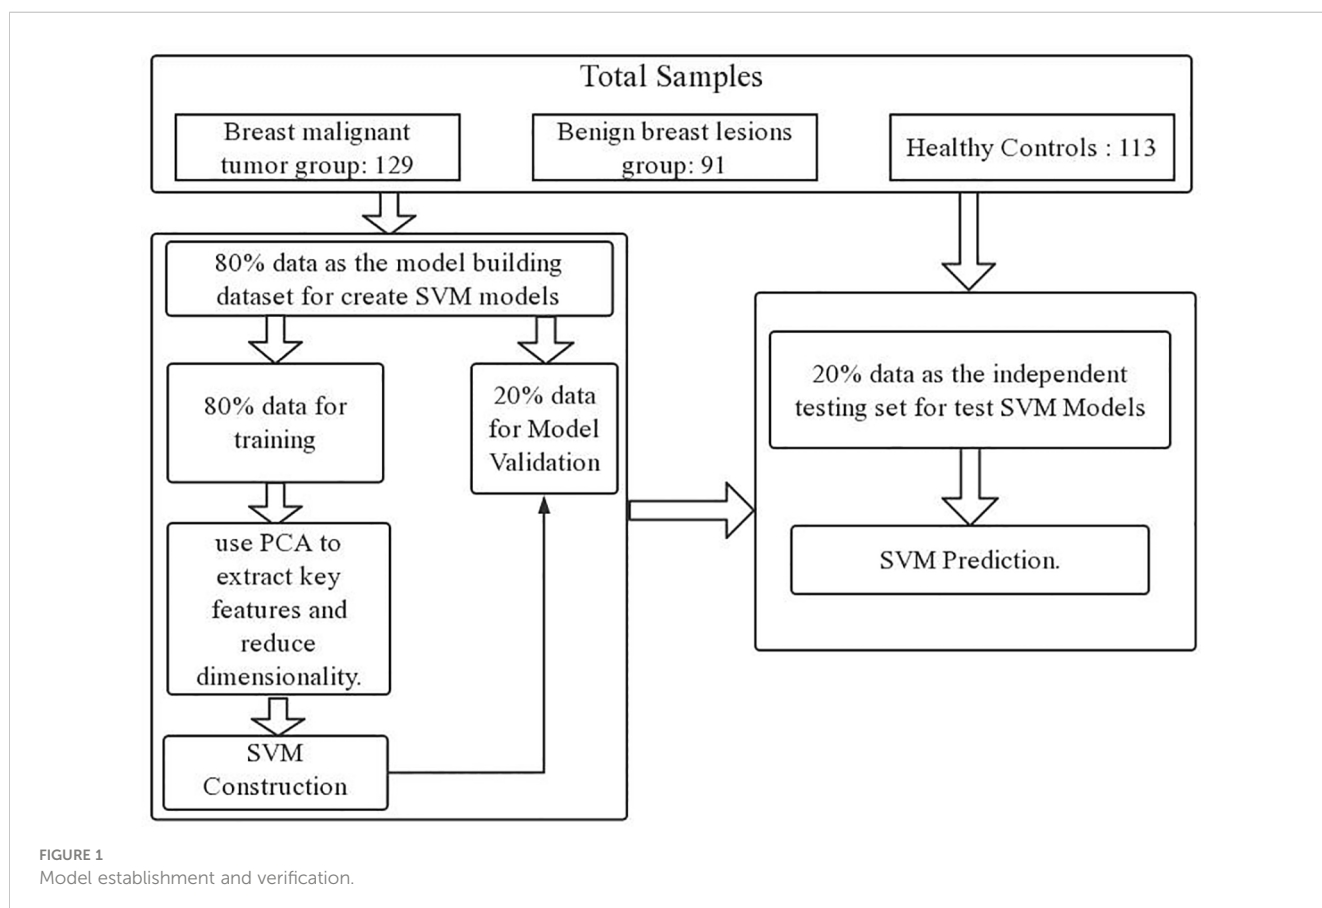 Total Samples
Breast malignant
tumor group: 129
Benign breast lesions
group: 91
Healthy Controls : 113
80% data as the model building
dataset for create SVM models
80% data for
training
20% data
for Model
Validation
use PCA to
extract key
features and
reduce
dimensionality.
SVM
Construction
20% data as the independent
testing set for test SVM Models
SVM Prediction.
FIGURE 1
Model establishment and verification.